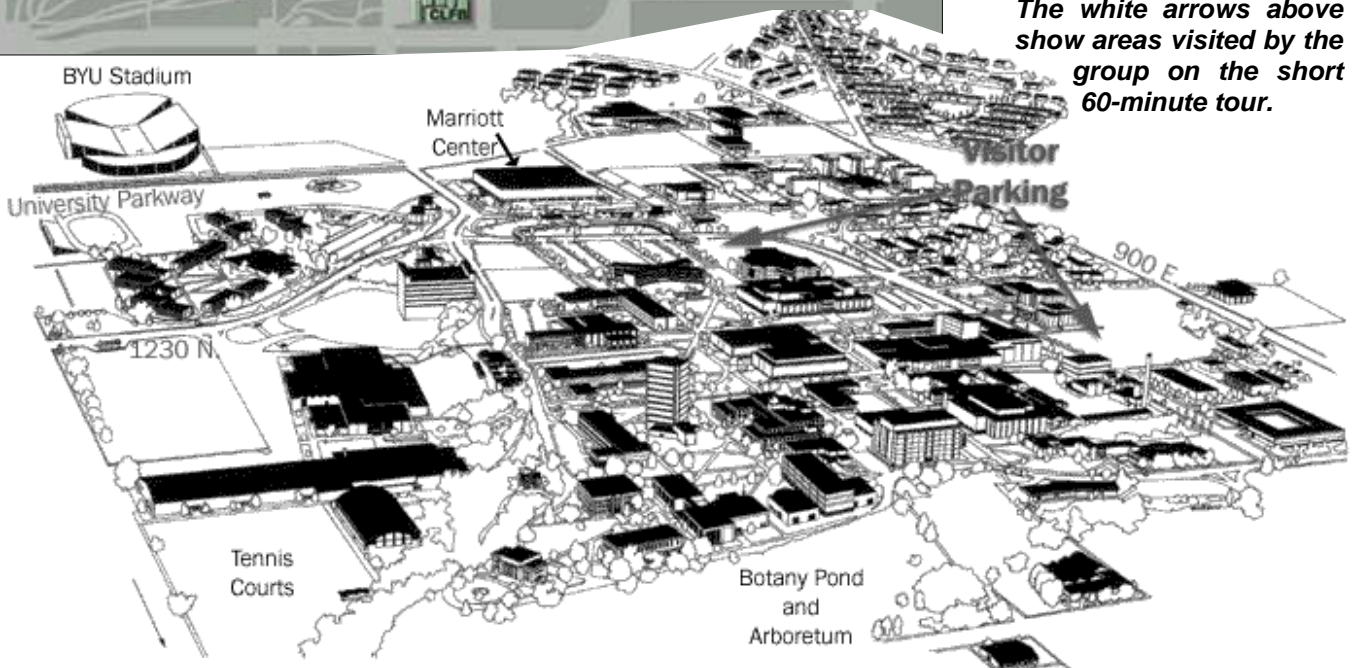 CLFB
The white arrows above
show areas visited by the
group on the short
60-minute tour.
BYU Stadium
Marriott
Center
Visitor
Parking
University Parkway
900 E
1230 N.
Tennis
Courts
Botany Pond
and
Arboretum